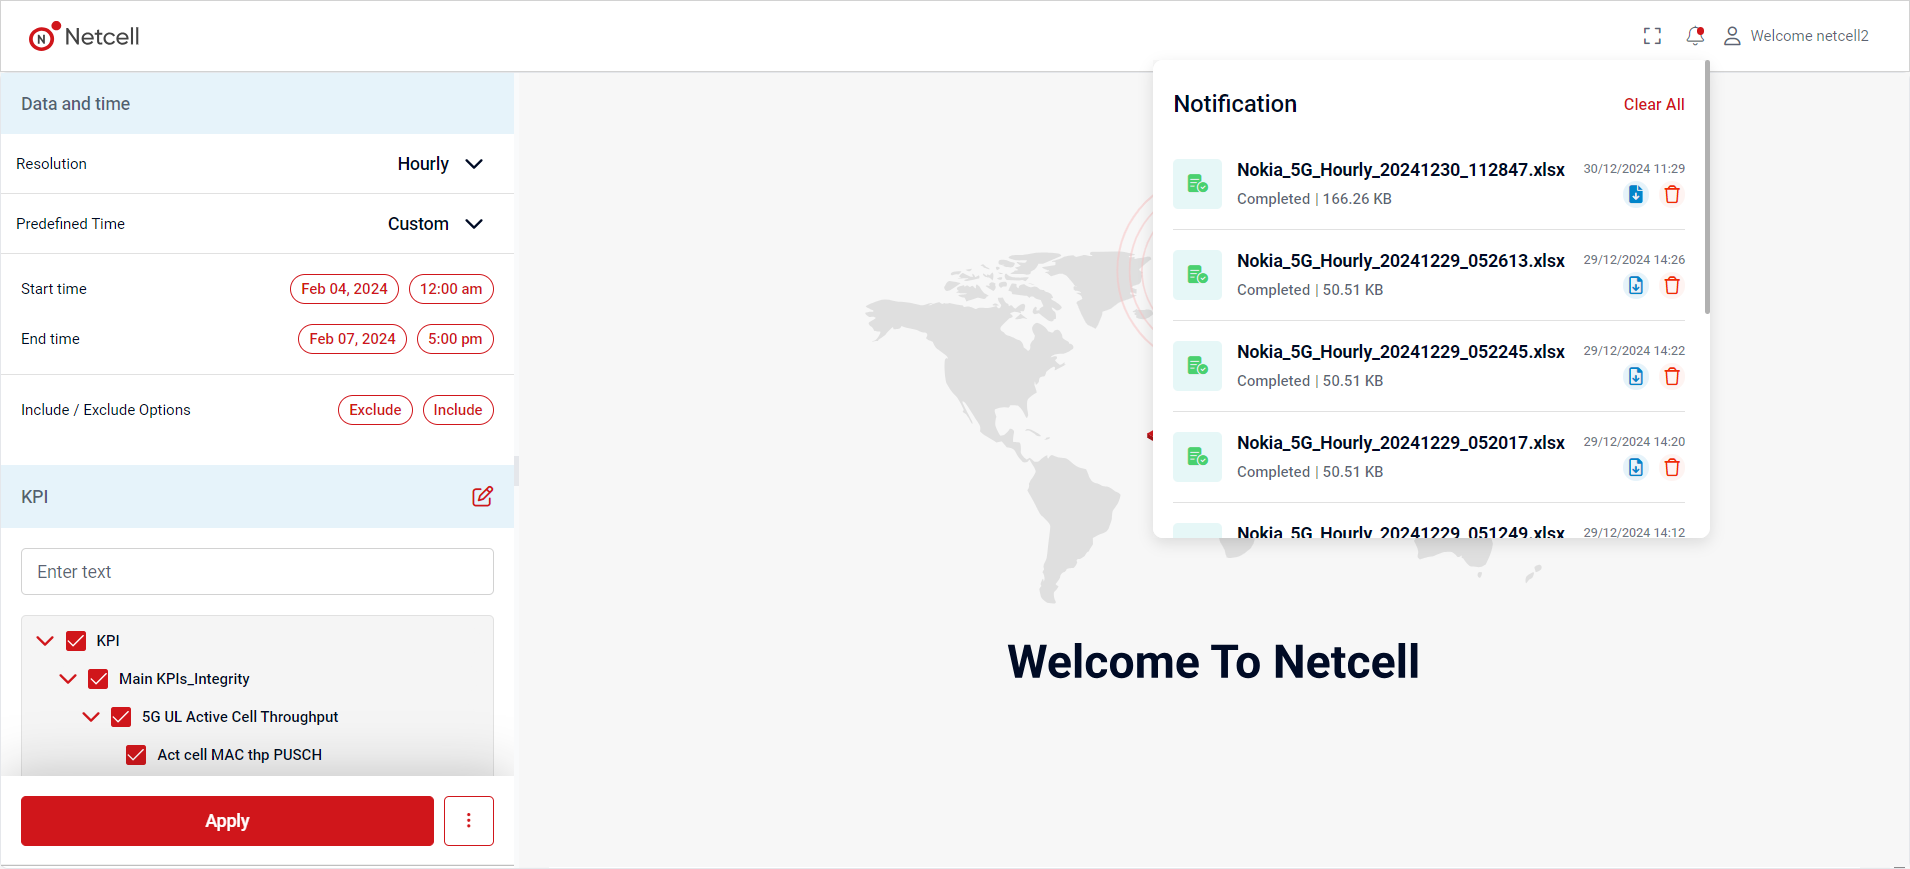 N Netcell
Welcome netcell2
Data and time
Resolution Hourly
Predefined Time Custom
Start time Feb 04, 2024 12:00 am
End time Feb 07, 2024 5:00 pm
Include / Exclude Options Exclude Include
KPI
Enter text
KPI
Main KPIs_Integrity
5G UL Active Cell Throughput
Act cell MAC thp PUSCH
Apply
Notification Clear All
Nokia_5G_Hourly_20241230_112847.xlsx 30/12/2024 11:29
Completed | 166.26 KB
Nokia_5G_Hourly_20241229_052613.xlsx 29/12/2024 14:26
Completed | 50.51 KB
Nokia_5G_Hourly_20241229_052245.xlsx 29/12/2024 14:22
Completed | 50.51 KB
Nokia_5G_Hourly_20241229_052017.xlsx 29/12/2024 14:20
Completed | 50.51 KB
Nokia_5G_Hourly_20241229_051249.xlsx 29/12/2024 14:12
Welcome To Netcell